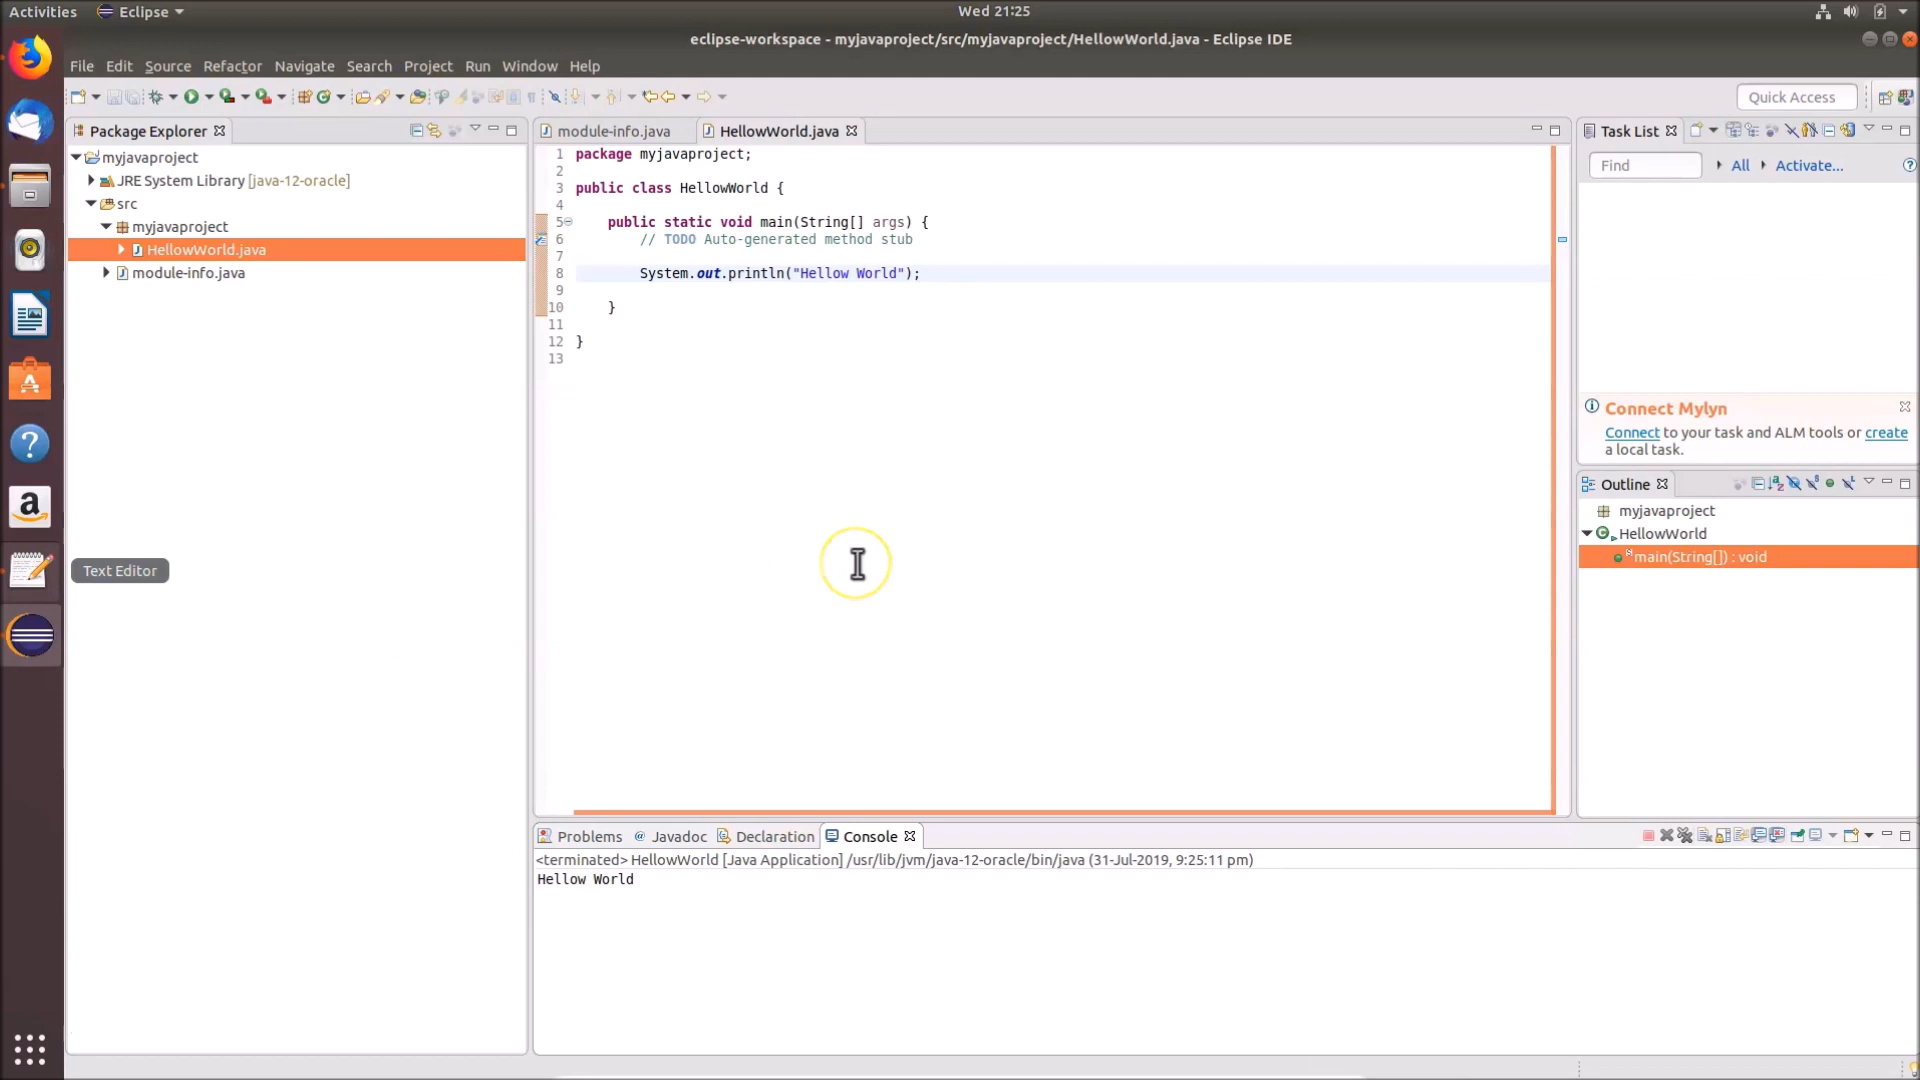 Activities Eclipse Wed 21:25
eclipse-workspace - myjavaproject/src/myjavaproject/HellowWorld.java - Eclipse IDE
File Edit Source Refactor Navigate Search Project Run Window Help
Quick Access
Package Explorer
myjavaproject
JRE System Library [java-12-oracle]
src
myjavaproject
HellowWorld.java
module-info.java
Text Editor
module-info.java HellowWorld.java
1 package myjavaproject;
2
3 public class HellowWorld {
4
5 public static void main(String[] args) {
6 // TODO Auto-generated method stub
7
8 System.out.println("Hellow World");
9
10 }
11
12 }
13
Task List
Find All Activate...
Connect Mylyn
Connect to your task and ALM tools or create
a local task.
Outline
myjavaproject
HellowWorld
main(String[]) : void
Problems @ Javadoc Declaration Console
<terminated> HellowWorld [Java Application] /usr/lib/jvm/java-12-oracle/bin/java (31-Jul-2019, 9:25:11 pm)
Hellow World